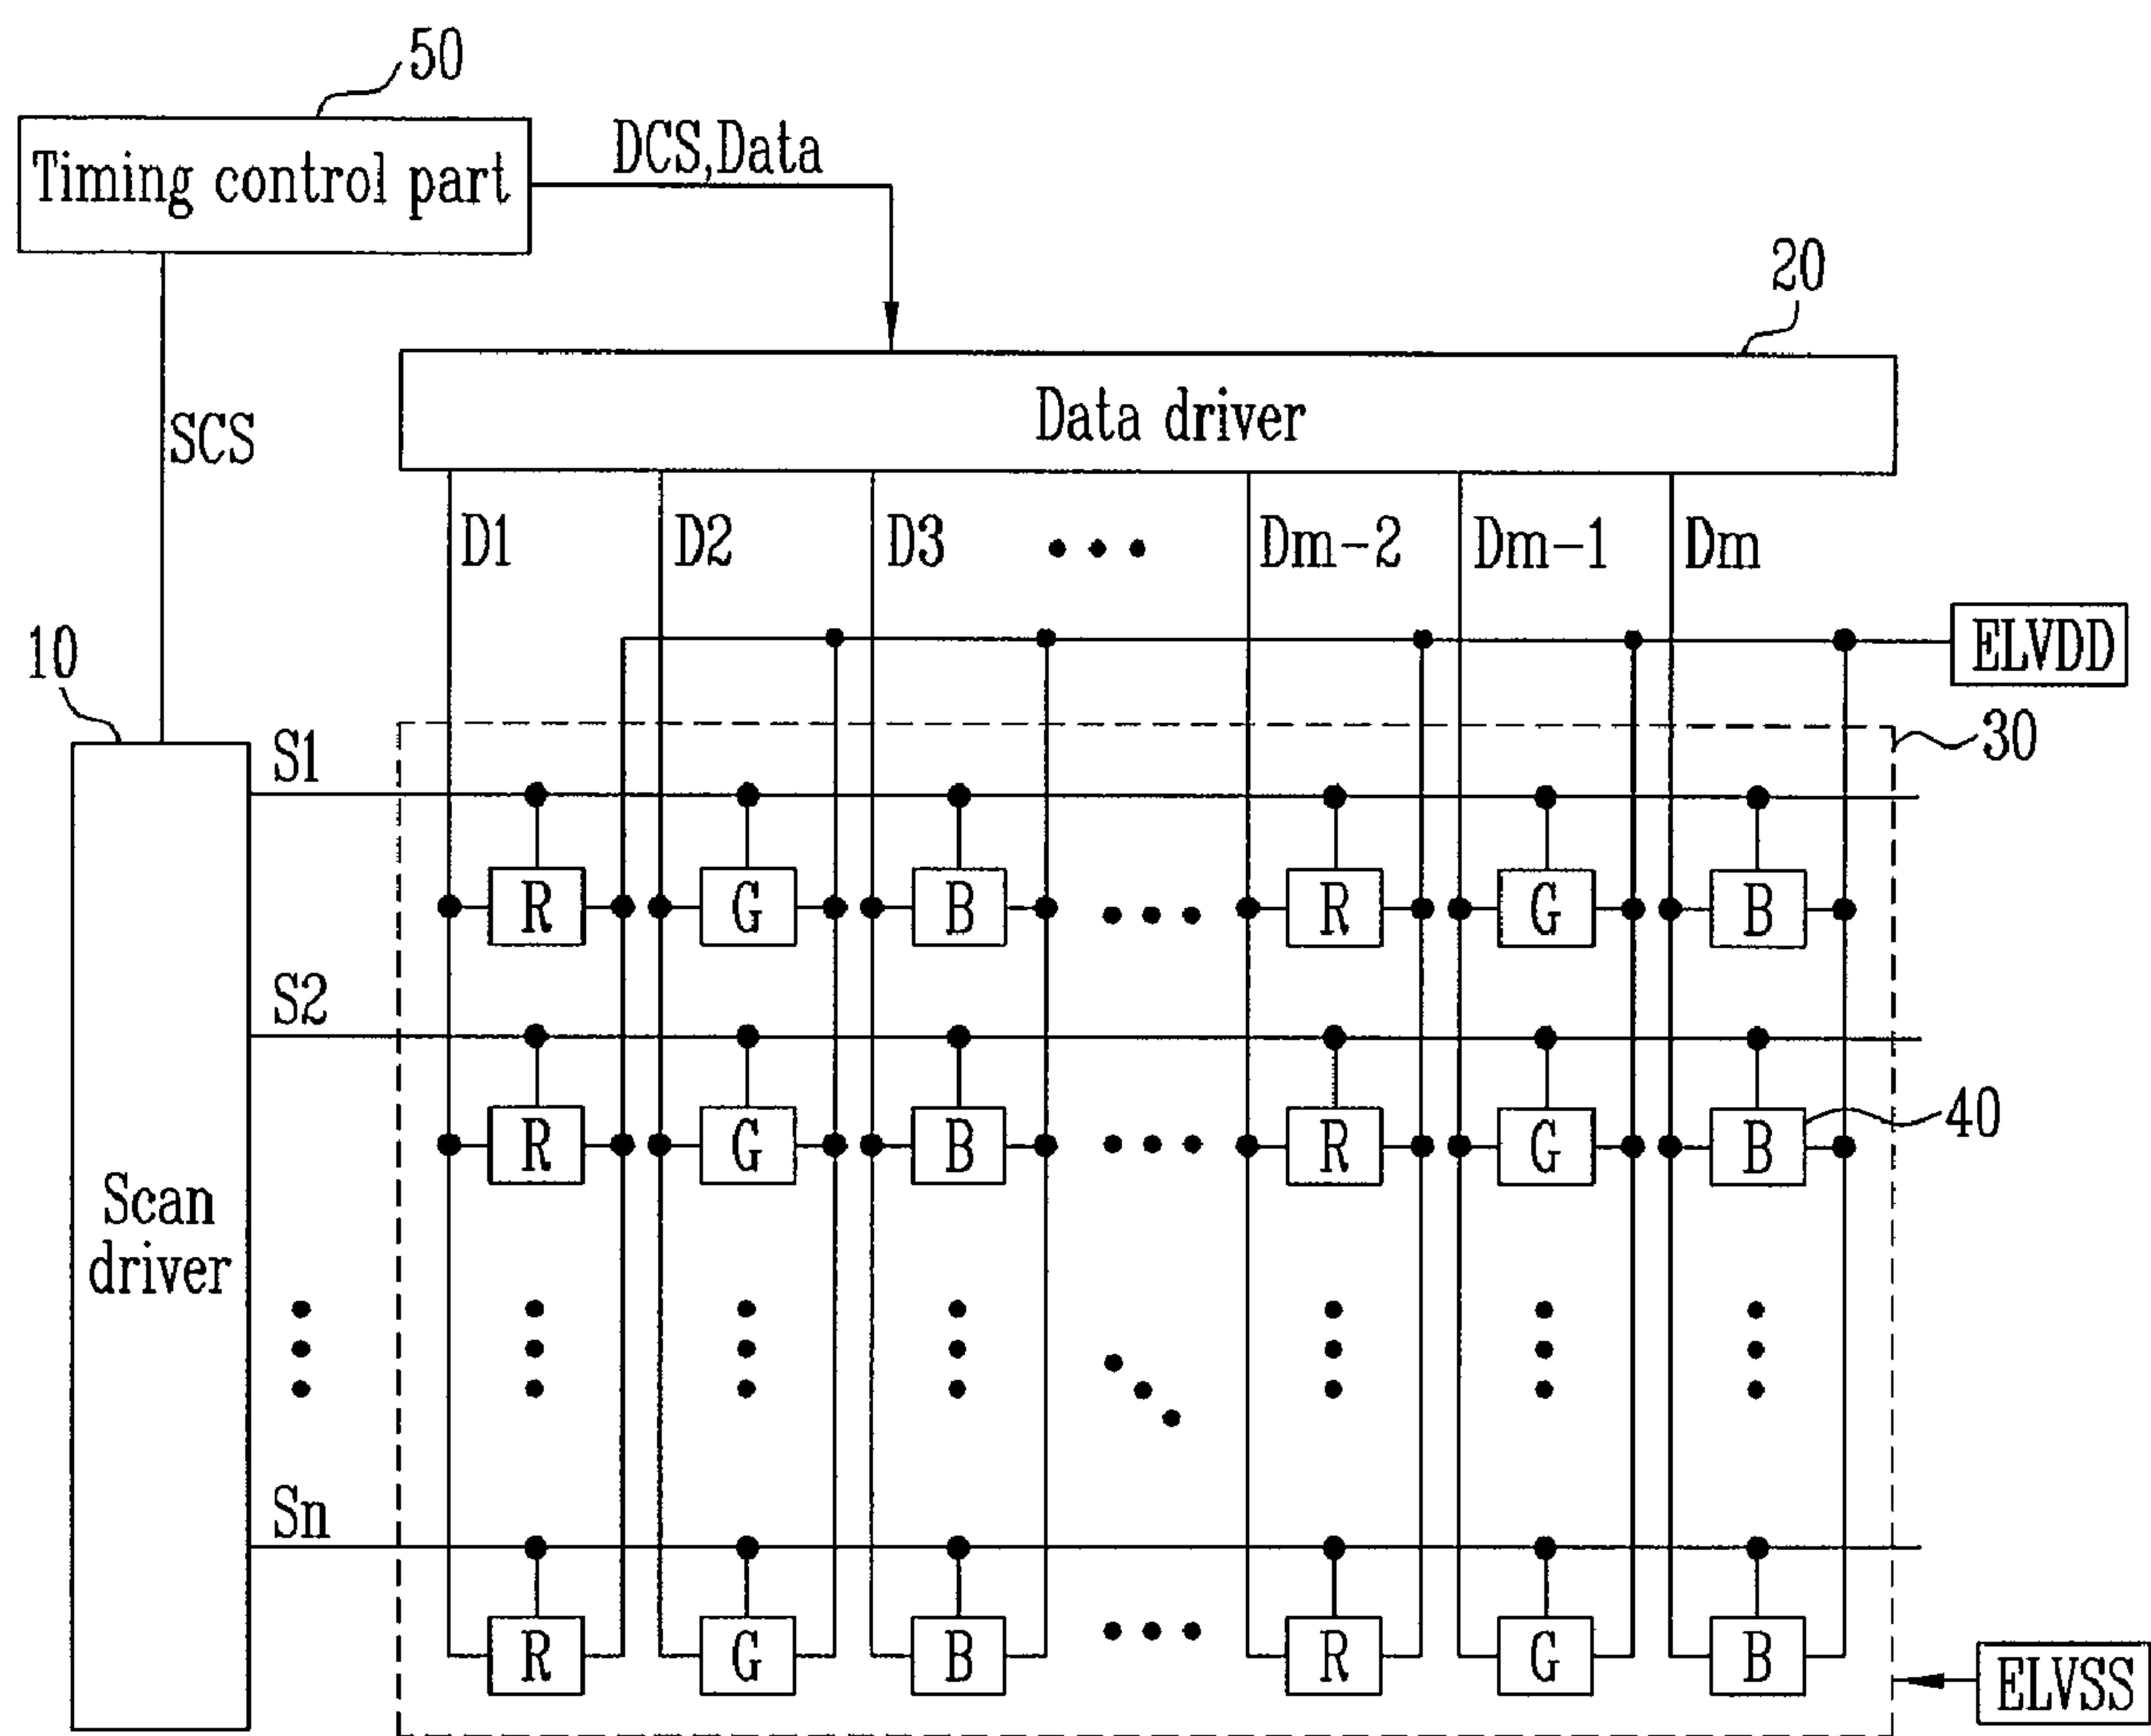 50
Timing control part
DCS,Data
20
Data driver
SCS
D1 D2 D3 Dm-2 Dm-1 Dm
ELVDD
10
30
S1
R G B R G B
S2
40
R G B R G B
Scan
driver
Sn
R G B R G B
ELVSS